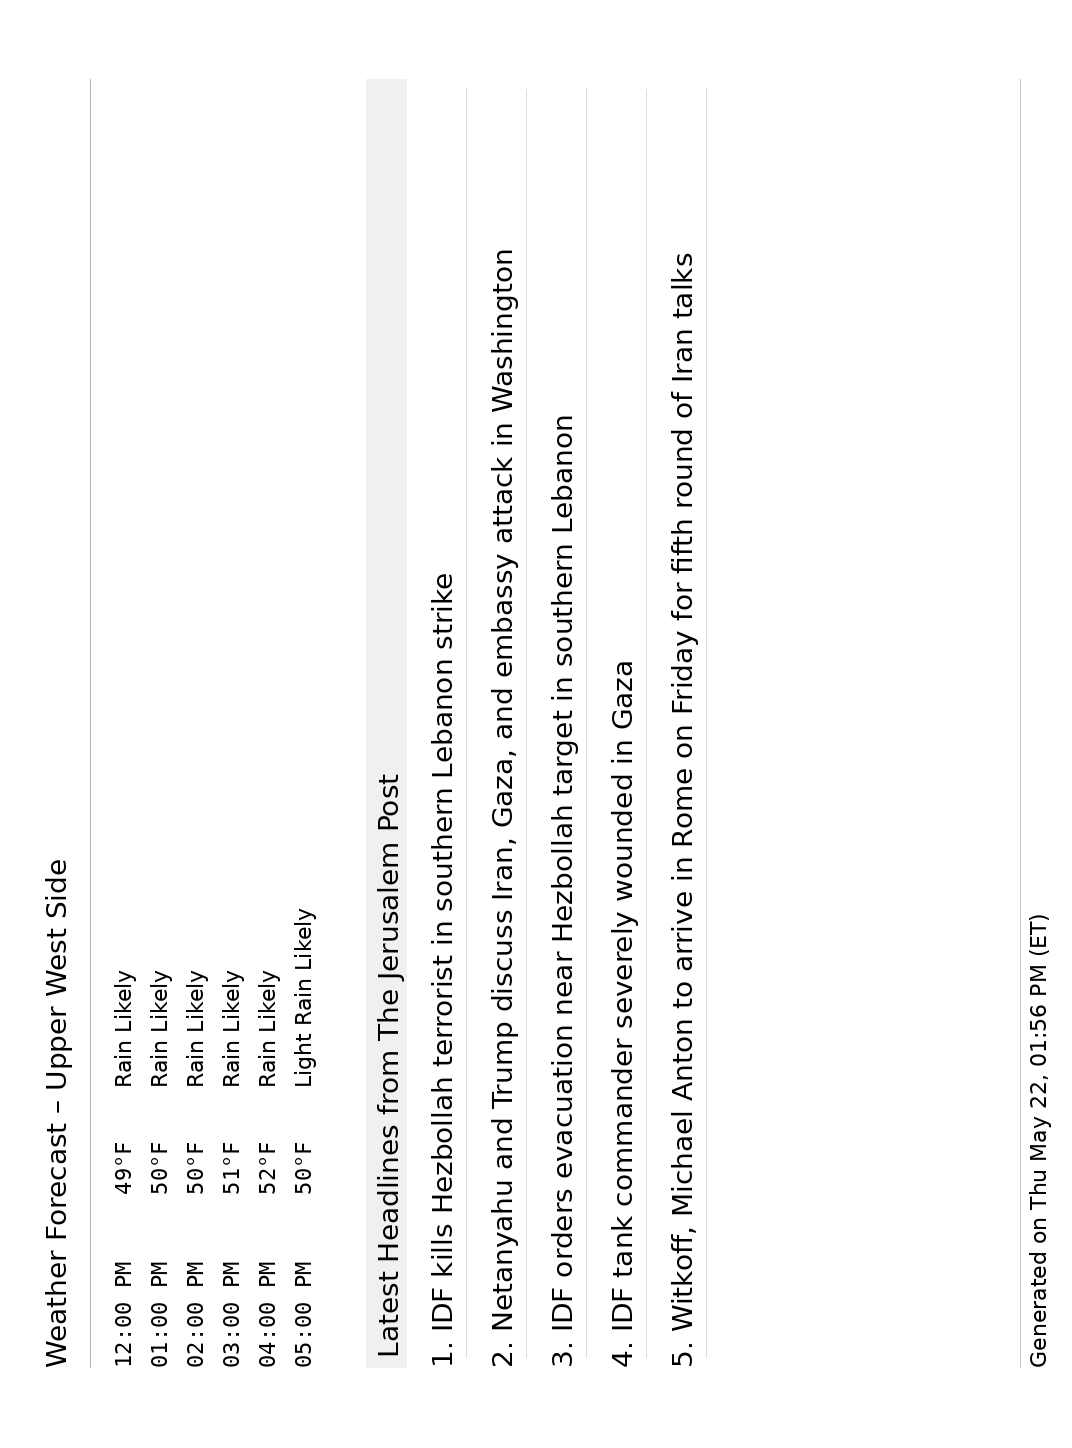 Weather Forecast – Upper West Side
12:00 PM 49°F Rain Likely
01:00 PM 50°F Rain Likely
02:00 PM 50°F Rain Likely
03:00 PM 51°F Rain Likely
04:00 PM 52°F Rain Likely
05:00 PM 50°F Light Rain Likely
Latest Headlines from The Jerusalem Post
1. IDF kills Hezbollah terrorist in southern Lebanon strike
2. Netanyahu and Trump discuss Iran, Gaza, and embassy attack in Washington
3. IDF orders evacuation near Hezbollah target in southern Lebanon
4. IDF tank commander severely wounded in Gaza
5. Witkoff, Michael Anton to arrive in Rome on Friday for fifth round of Iran talks
Generated on Thu May 22, 01:56 PM (ET)